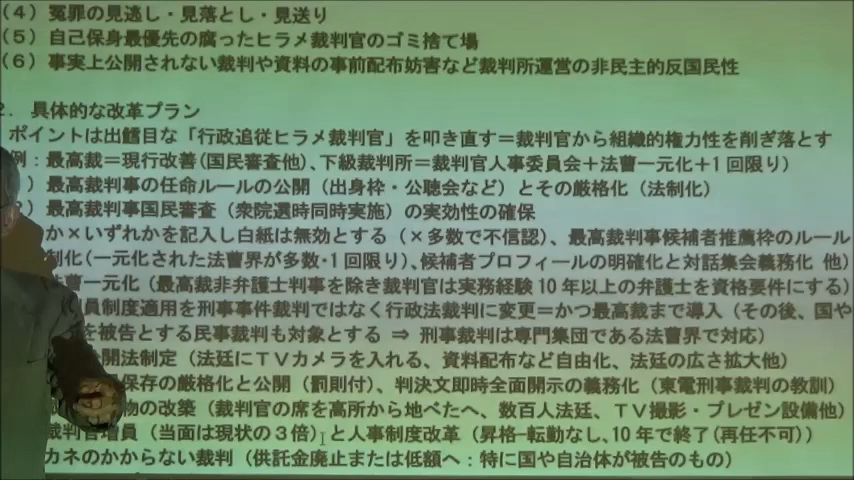 （４）冤罪の見逃し・見落とし・見送り
（５）自己保身最優先の腐ったヒラメ裁判官のゴミ捨て場
（６）事実上公開されない裁判や資料の事前配布妨害など裁判所運営の非民主的反国民性
２．具体的な改革プラン
ポイントは出鱈目な「行政追従ヒラメ裁判官」を叩き直す＝裁判官から組織的権力性を削ぎ落とす
例：最高裁＝現行改善(国民審査他)、下級裁判所＝裁判官人事委員会＋法曹一元化＋１回限り）
）最高裁判事の任命ルールの公開（出身枠・公聴会など）とその厳格化（法制化）
）最高裁判事国民審査（衆院選時同時実施）の実効性の確保
か×いずれかを記入し白紙は無効とする（×多数で不信認）、最高裁判事候補者推薦枠のルール
制化（一元化された法曹界が多数･１回限り）、候補者プロフィールの明確化と対話集会義務化 他）
一元化（最高裁非弁護士判事を除き裁判官は実務経験10年以上の弁護士を資格要件にする）
員制度適用を刑事事件裁判ではなく行政法裁判に変更＝かつ最高裁まで導入（その後、国や
を被告とする民事裁判も対象とする ⇒ 刑事裁判は専門集団である法曹界で対応）
開法制定（法廷にＴＶカメラを入れる、資料配布など自由化、法廷の広さ拡大他）
保存の厳格化と公開（罰則付）、判決文即時全面開示の義務化（東電刑事裁判の教訓）
物の改築（裁判官の席を高所から地べたへ、数百人法廷、ＴＶ撮影・プレゼン設備他）
裁判官増員（当面は現状の３倍）と人事制度改革（昇格―転勤なし、10年で終了(再任不可)）
カネのかからない裁判（供託金廃止または低額へ：特に国や自治体が被告のもの）